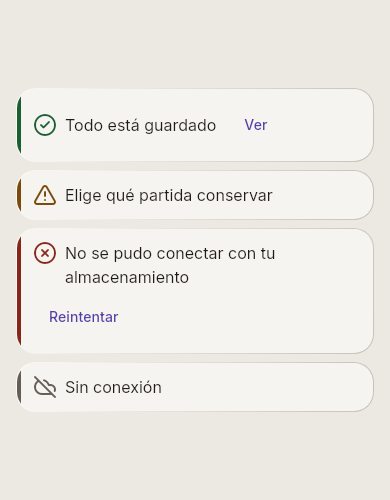 Todo está guardado Ver
Elige qué partida conservar
No se pudo conectar con tu
almacenamiento
Reintentar
Sin conexión